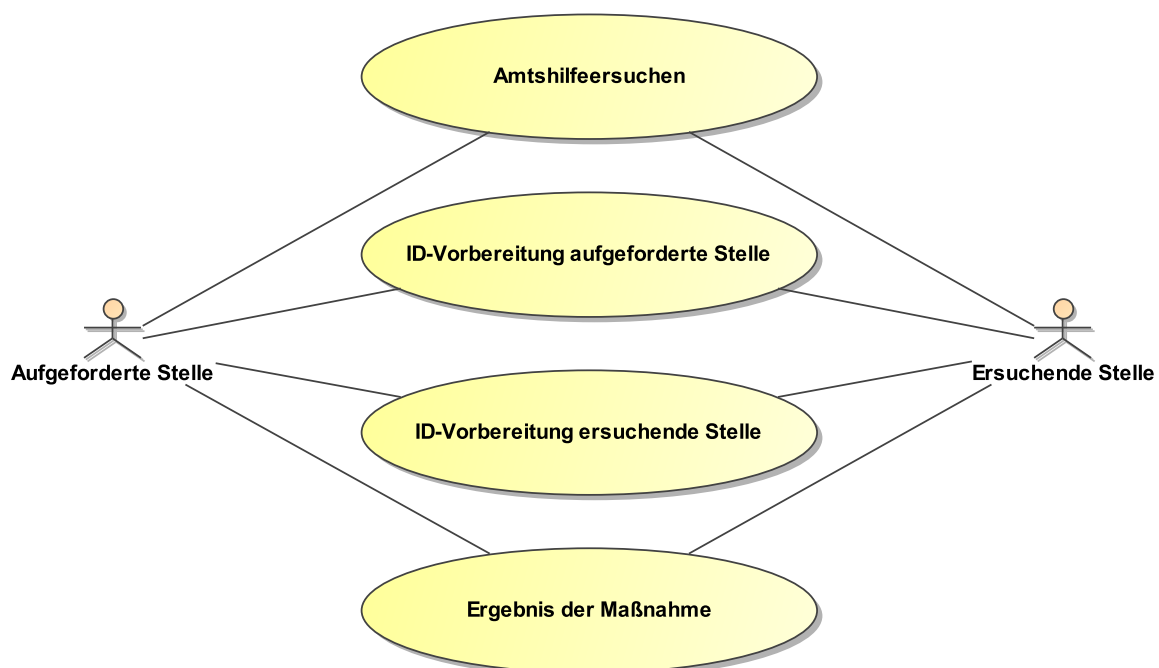 Amtshilfeersuchen
ID-Vorbereitung aufgeforderte Stelle
Aufgeforderte Stelle
Ersuchende Stelle
ID-Vorbereitung ersuchende Stelle
Ergebnis der Maßnahme